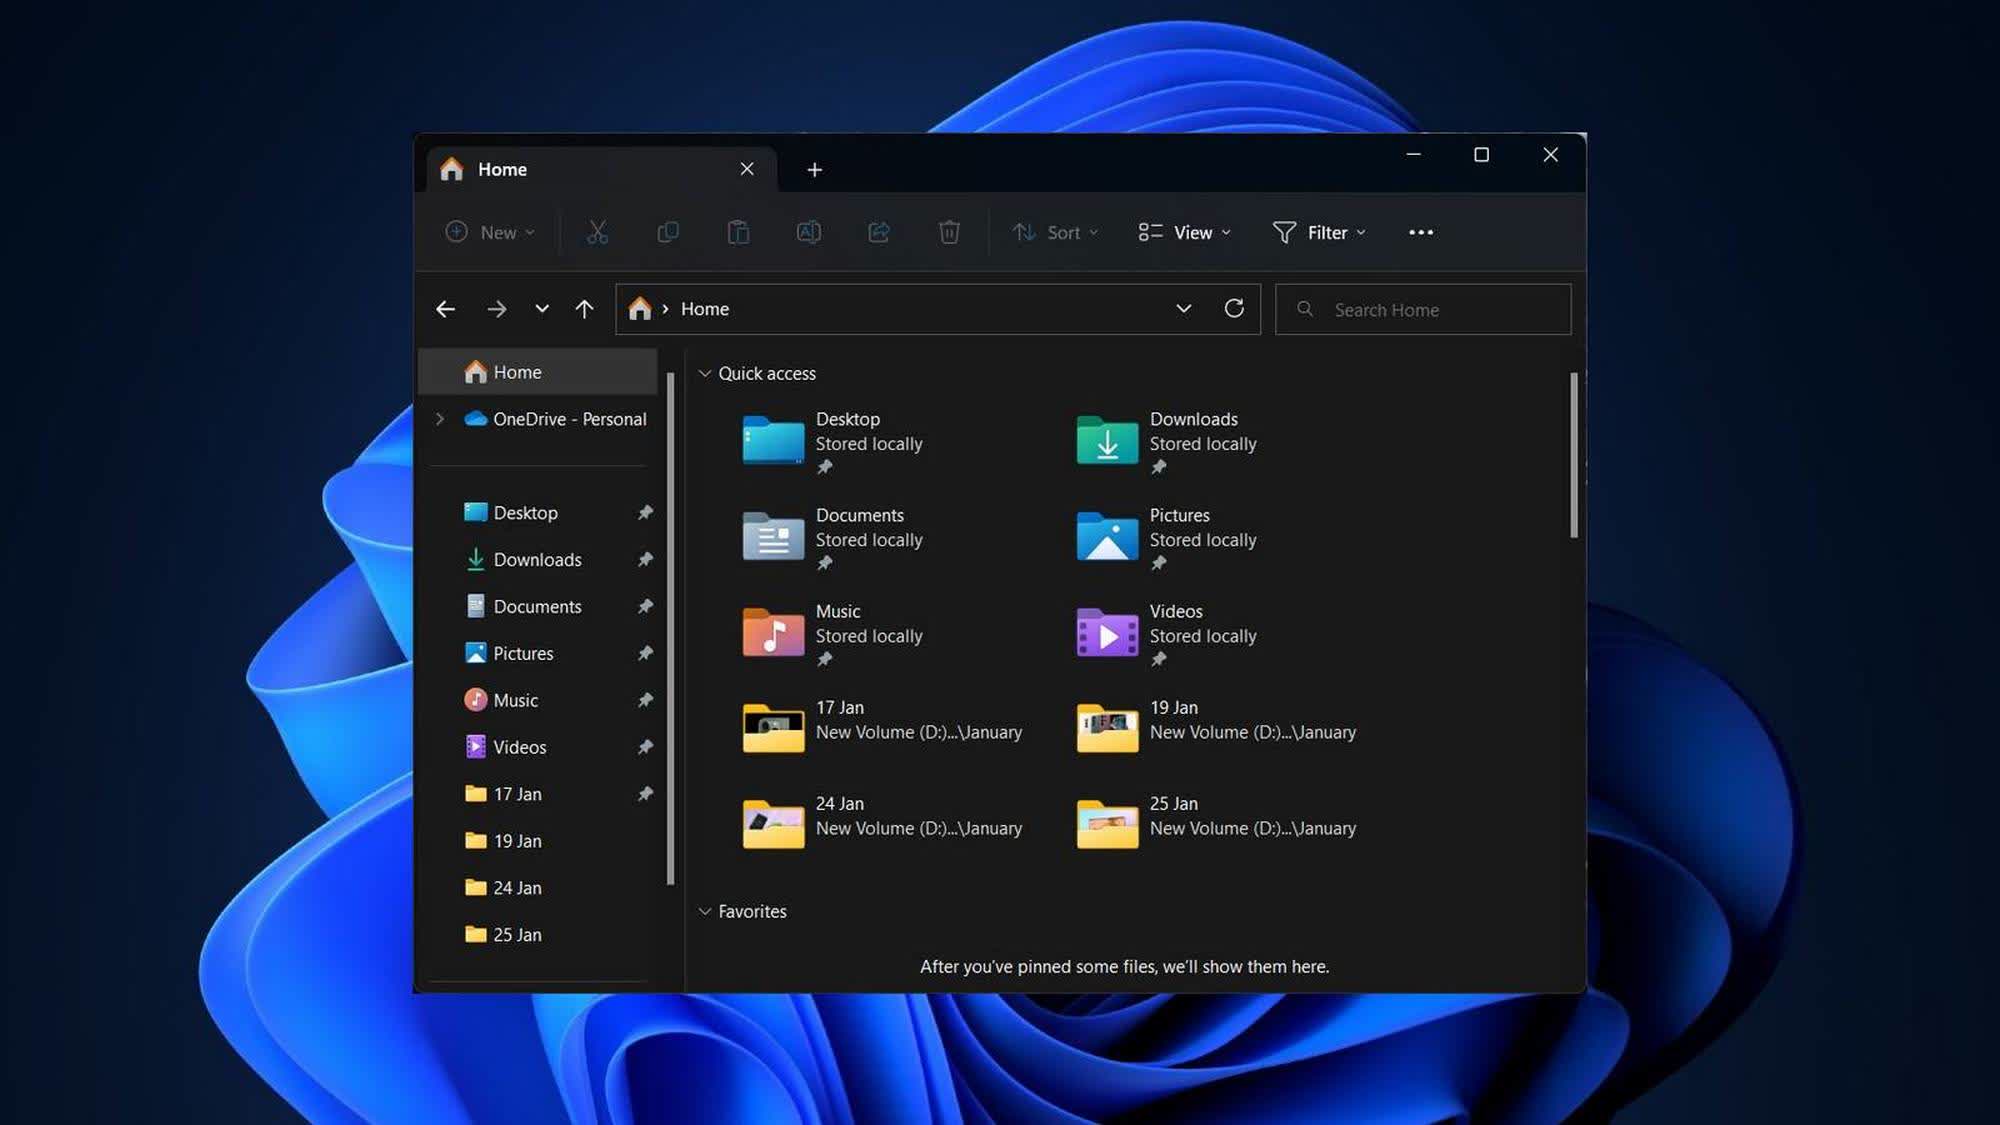 Home
New
Sort
View
Filter
Home
Search Home
Home
OneDrive - Personal
Desktop
Downloads
Documents
Pictures
Music
Videos
17 Jan
19 Jan
24 Jan
25 Jan
Quick access
Desktop
Stored locally
Downloads
Stored locally
Documents
Stored locally
Pictures
Stored locally
Music
Stored locally
Videos
Stored locally
17 Jan
New Volume (D:)...\January
19 Jan
New Volume (D:)...\January
24 Jan
New Volume (D:)...\January
25 Jan
New Volume (D:)...\January
Favorites
After you've pinned some files, we'll show them here.